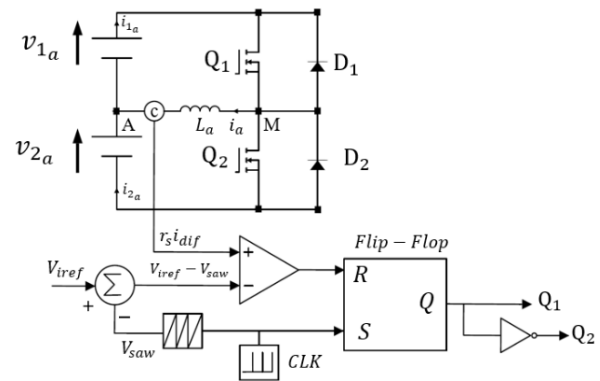 i1a
v1a
Q1
D1
A
c
La
ia
M
v2a
Q2
D2
i2a
rsidif
Flip − Flop
Viref
Σ
+
−
Viref − Vsaw
+
−
R
Q
Q1
S
Q2
Vsaw
CLK